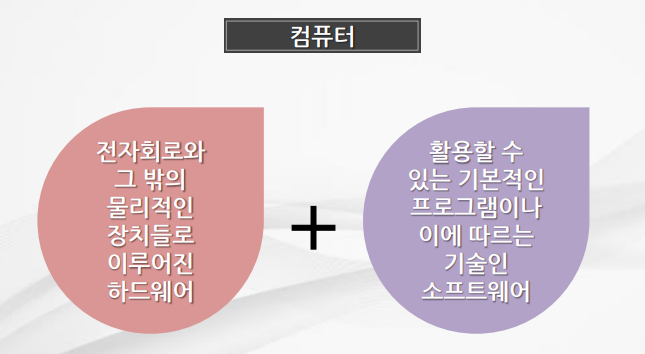 컴퓨터
전자회로와
그 밖의
물리적인
장치들로
이루어진
하드웨어
+
활용할 수
있는 기본적인
프로그램이나
이에 따르는
기술인
소프트웨어